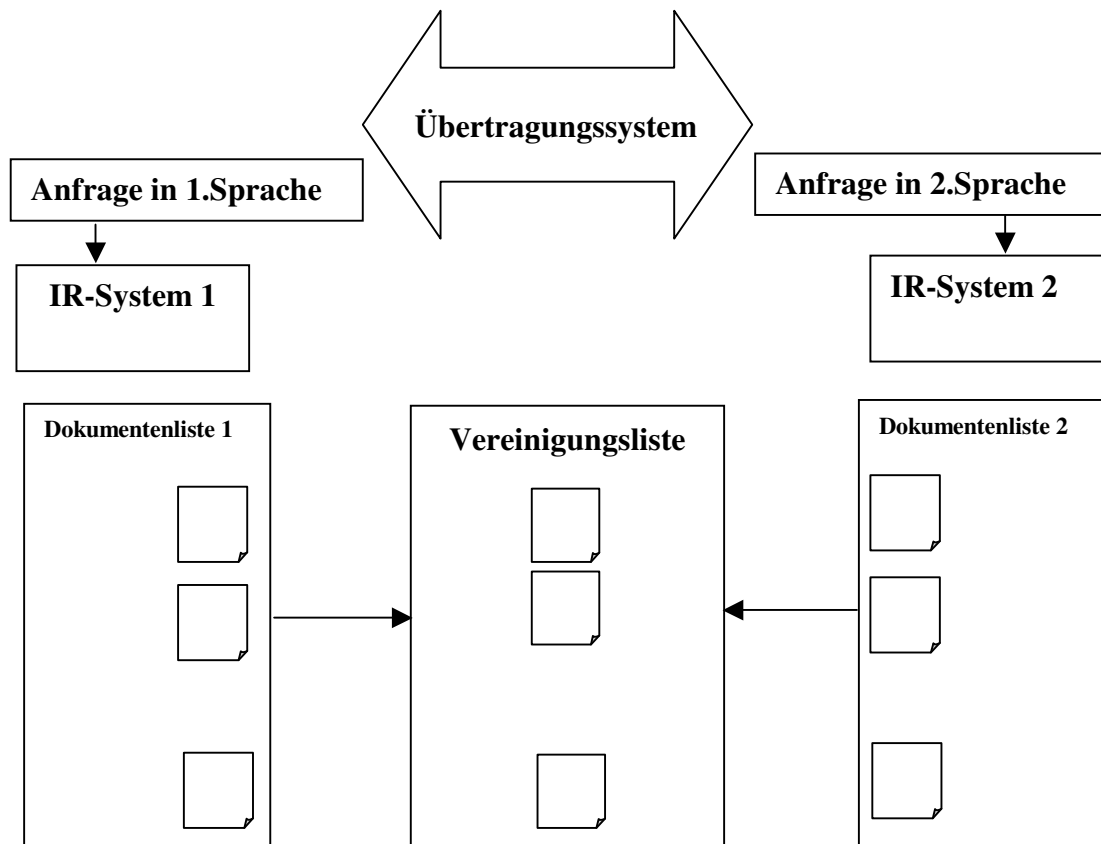 Übertragungssystem
Anfrage in 1.Sprache
Anfrage in 2.Sprache
IR-System 1
IR-System 2
Dokumentenliste 1
Vereinigungsliste
Dokumentenliste 2